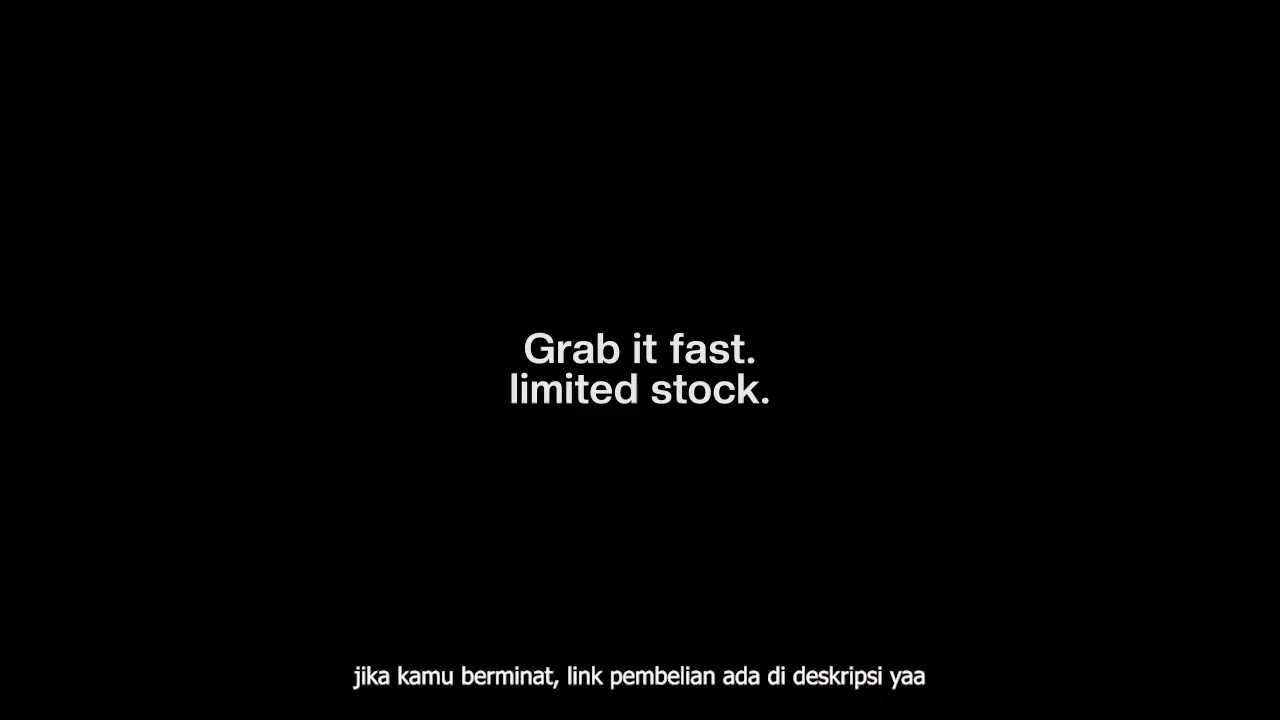 Grab it fast.
limited stock.
jika kamu berminat, link pembelian ada di deskripsi yaa